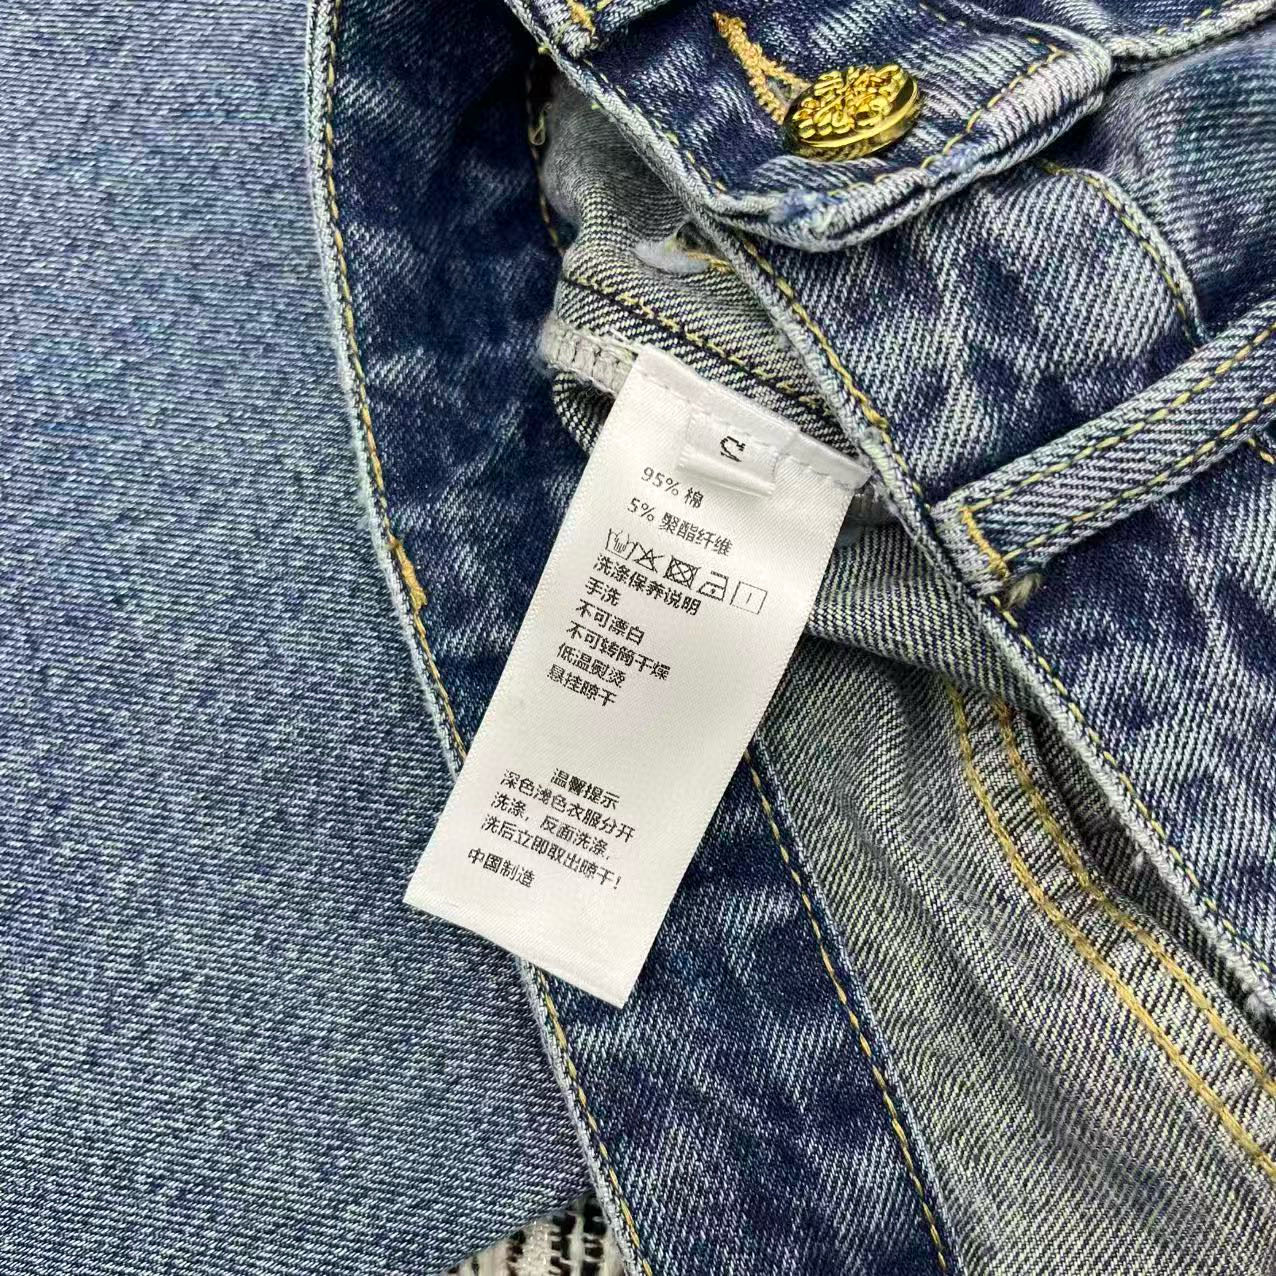 S
95% 棉
5% 聚酯纤维
洗涤保养说明
手洗
不可漂白
不可转筒干燥
低温熨烫
悬挂晾干
温馨提示
深色浅色衣服分开
洗涤，反面洗涤，
洗后立即取出晾干！
中国制造